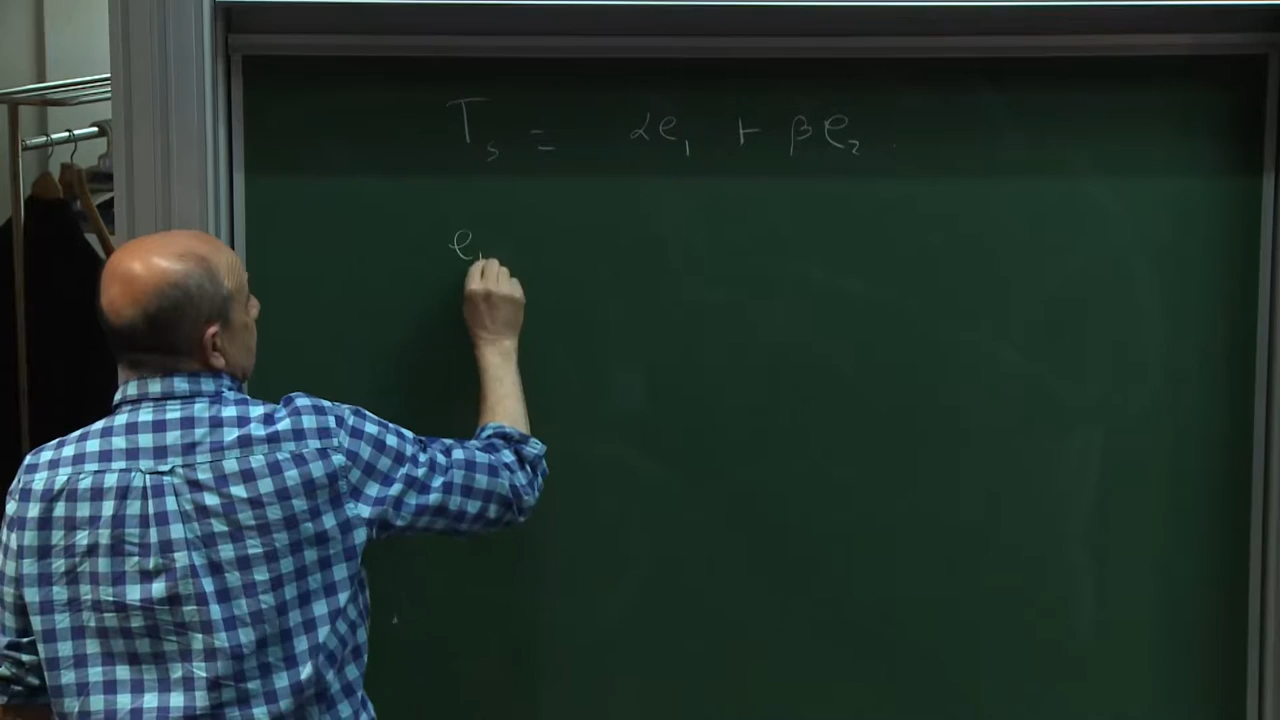 T_s = αe_1 + βe_2.
e_1